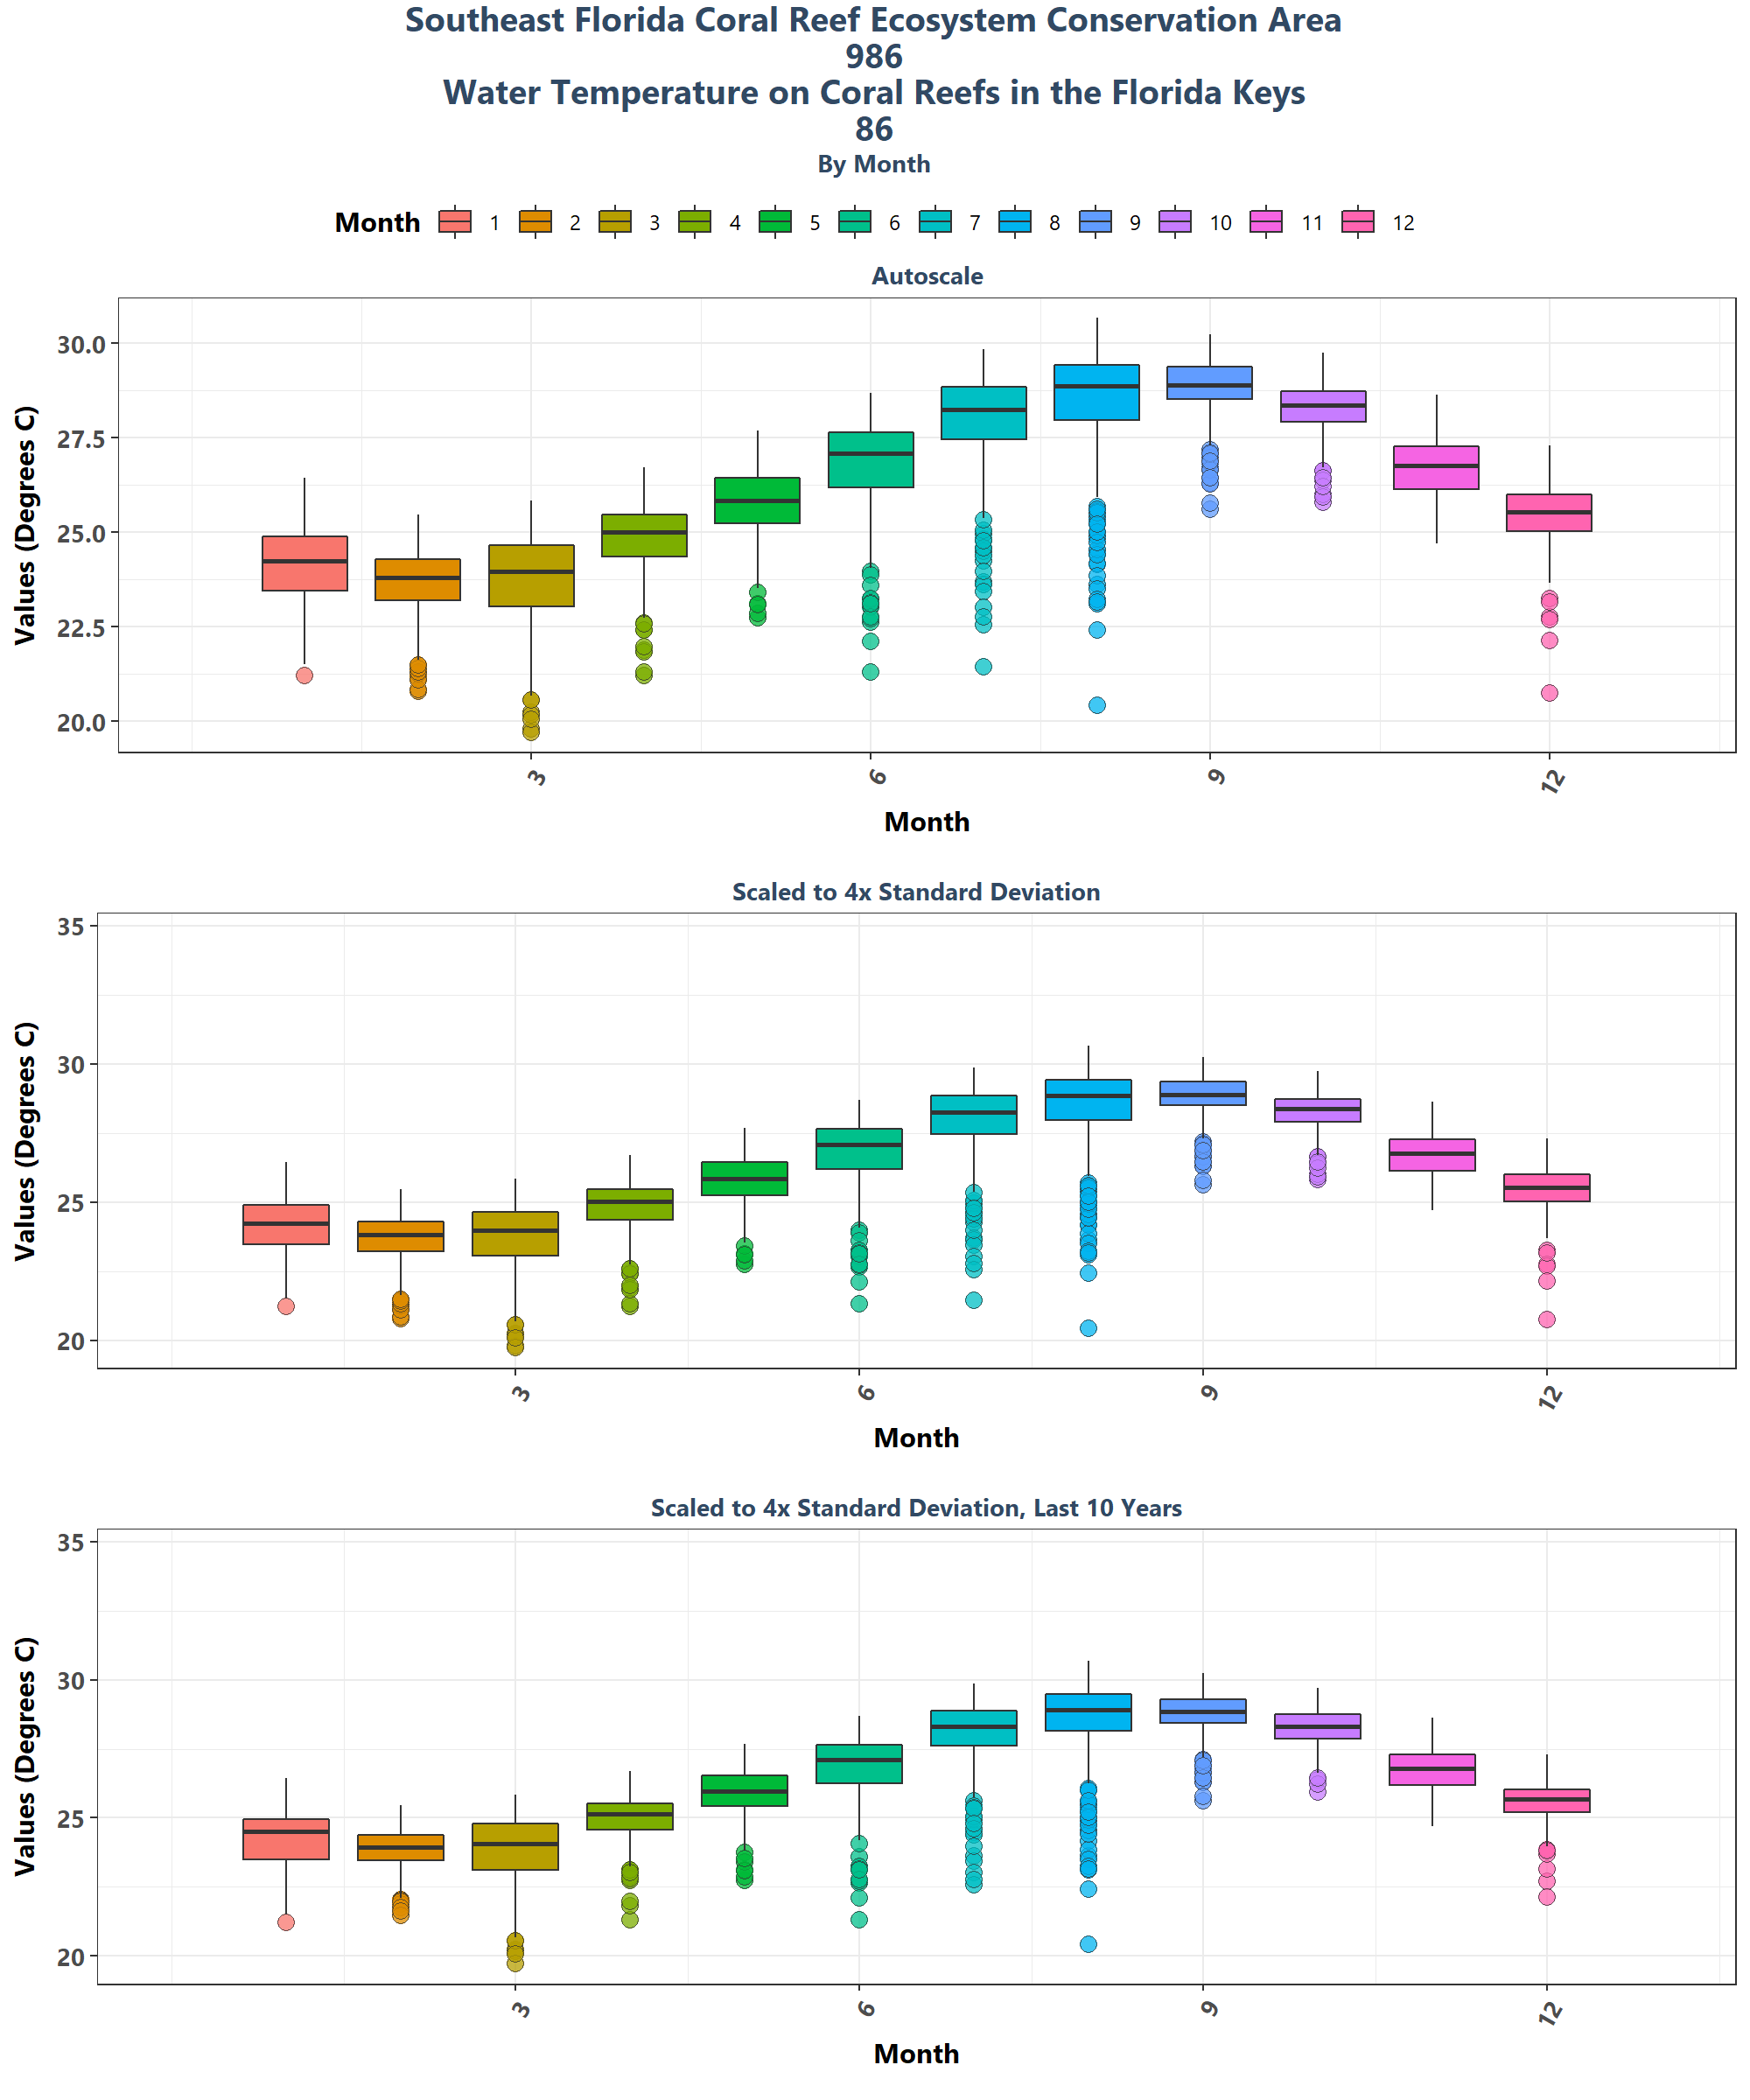 Southeast Florida Coral Reef Ecosystem Conservation Area
986
Water Temperature on Coral Reefs in the Florida Keys
86
By Month
Month 1 2 3 4 5 6 7 8 9 10 11 12
Autoscale
Values (Degrees C)
30.0
27.5
25.0
22.5
20.0
3 6 9 12
Month
Scaled to 4x Standard Deviation
Values (Degrees C)
35
30
25
20
3 6 9 12
Month
Scaled to 4x Standard Deviation, Last 10 Years
Values (Degrees C)
35
30
25
20
3 6 9 12
Month